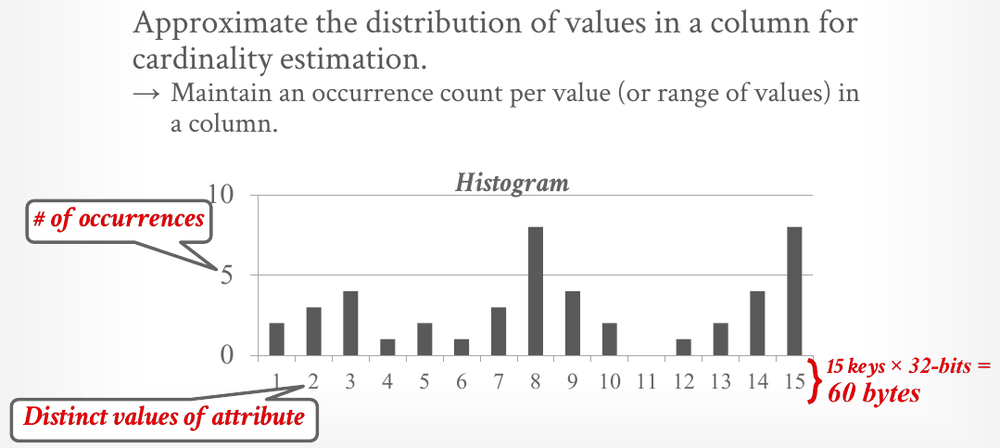 Approximate the distribution of values in a column for
cardinality estimation.
→ Maintain an occurrence count per value (or range of values) in
a column.
Histogram
10
# of occurrences
5
0
1 2 3 4 5 6 7 8 9 10 11 12 13 14 15
15 keys × 32-bits =
60 bytes
Distinct values of attribute